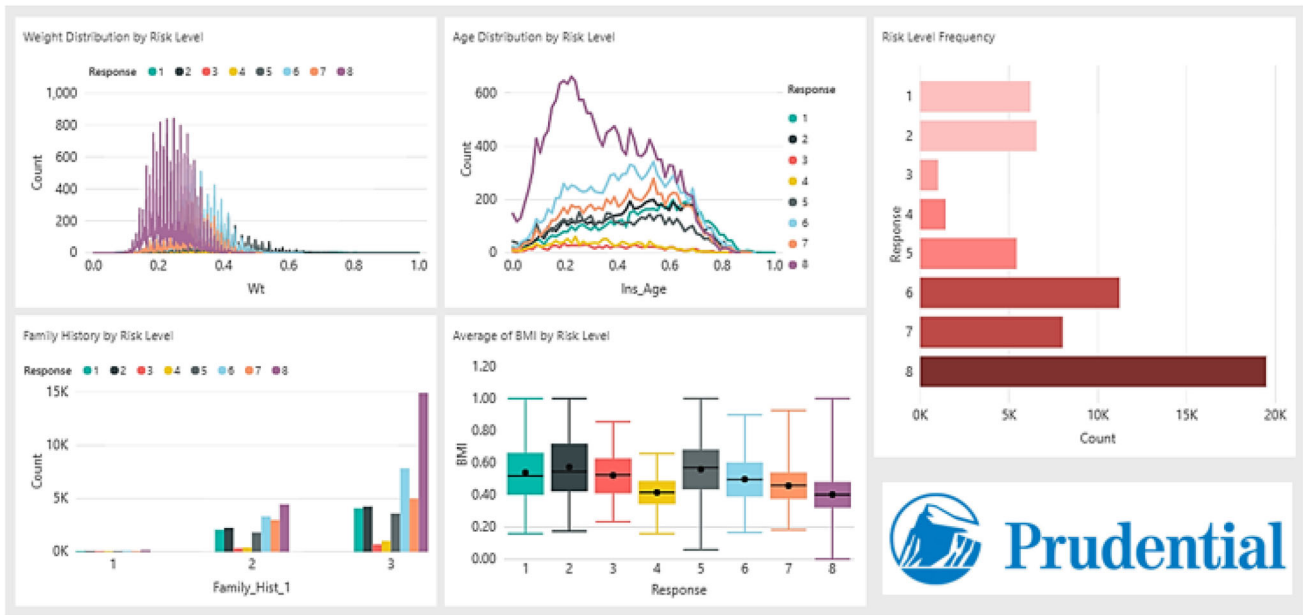 Weight Distribution by Risk Level
Response 1 2 3 4 5 6 7 8
1,000
800
600
400
200
0
Count
0.0 0.2 0.4 0.6 0.8 1.0
Wt
Age Distribution by Risk Level
600
400
200
0
Count
0.0 0.2 0.4 0.6 0.8 1.0
Ins_Age
Response
1
2
3
4
5
6
7
8
Risk Level Frequency
1
2
3
4
5
6
7
8
Response
0K 5K 10K 15K 20K
Count
Family History by Risk Level
Response 1 2 3 4 5 6 7 8
15K
10K
5K
0K
Count
1 2 3
Family_Hist_1
Average of BMI by Risk Level
1.20
1.00
0.80
0.60
0.40
0.20
0.00
BMI
1 2 3 4 5 6 7 8
Response
Prudential